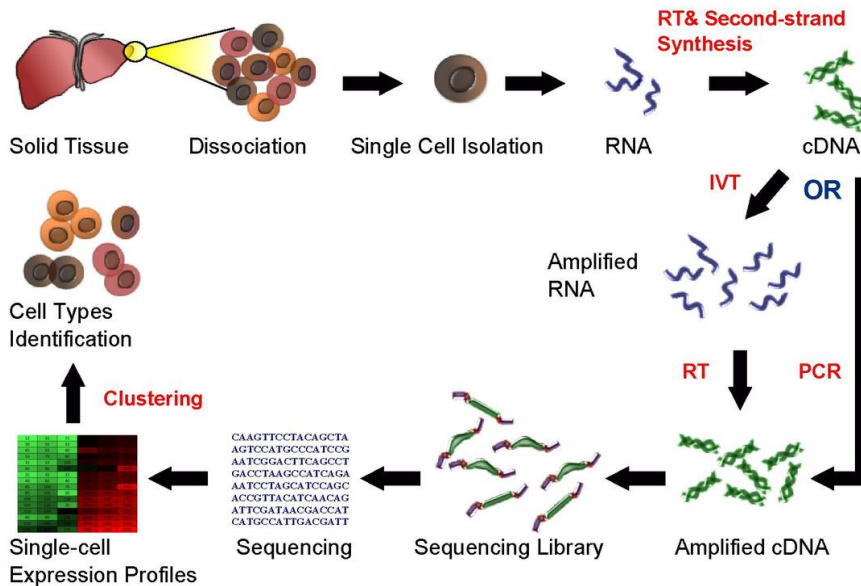 RT& Second-strand
Synthesis
Solid Tissue
Dissociation
Single Cell Isolation
RNA
cDNA
IVT
OR
Amplified
RNA
RT
PCR
Cell Types
Identification
Clustering
CAAGTTCCTACAGCTA
AGTCCATGCCCATCCG
AATCGGACTTCAGCCT
GACCTAAGCCATCAGA
AATCCTAGCATCCAGC
ACCGTTACATCAACAG
ATTCGATAACGACCAT
CATGCCATTGACGATT
Single-cell
Expression Profiles
Sequencing
Sequencing Library
Amplified cDNA